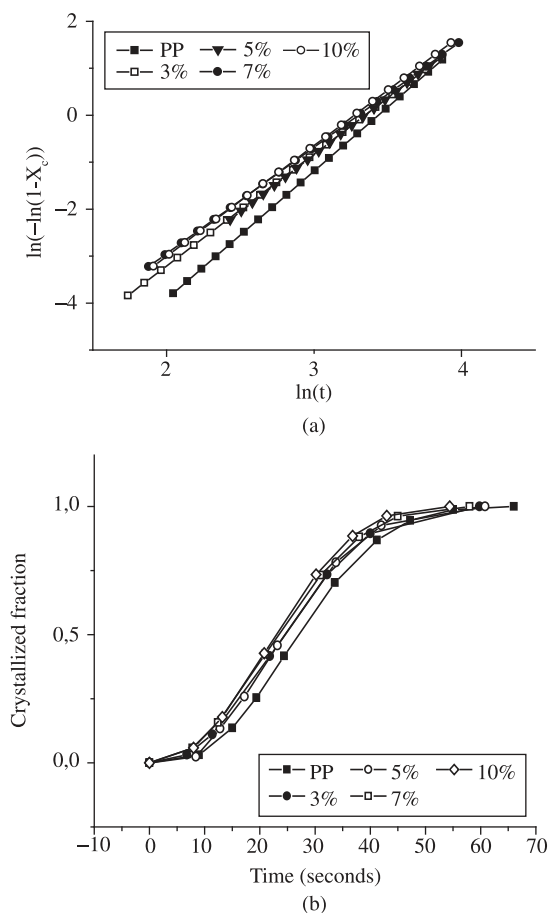 2
0
−2
−4
ln(−ln(1-X_c))
PP 5% 10%
3% 7%
2 3 4
ln(t)
(a)
1,0
0,5
0,0
Crystallized fraction
PP 5% 10%
3% 7%
−10 0 10 20 30 40 50 60 70
Time (seconds)
(b)